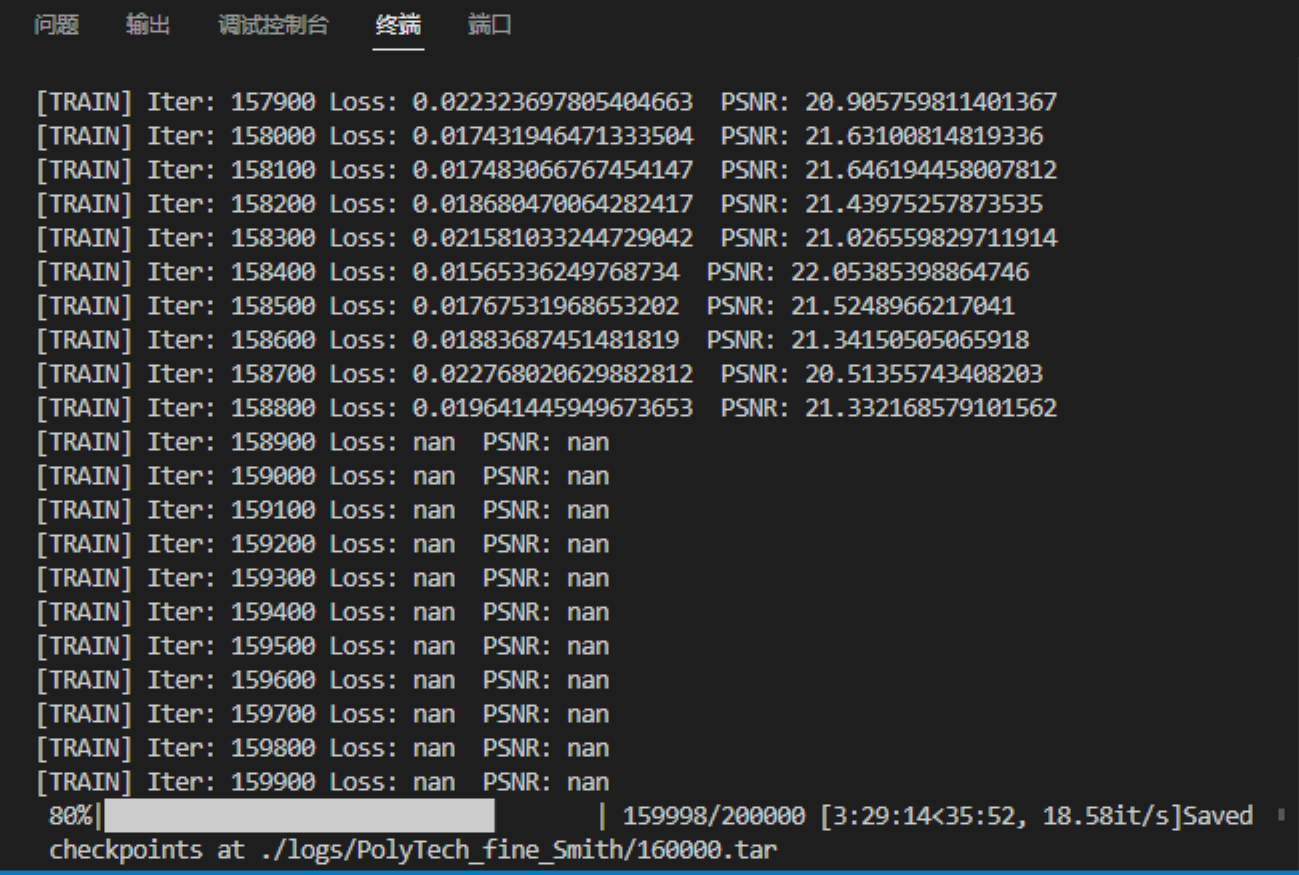 问题 输出 调试控制台 终端 端口
[TRAIN] Iter: 157900 Loss: 0.022323697805404663  PSNR: 20.905759811401367
[TRAIN] Iter: 158000 Loss: 0.017431946471333504  PSNR: 21.63100814819336
[TRAIN] Iter: 158100 Loss: 0.017483066767454147  PSNR: 21.646194458007812
[TRAIN] Iter: 158200 Loss: 0.018680470064282417  PSNR: 21.43975257873535
[TRAIN] Iter: 158300 Loss: 0.021581033244729042  PSNR: 21.026559829711914
[TRAIN] Iter: 158400 Loss: 0.01565336249768734  PSNR: 22.05385398864746
[TRAIN] Iter: 158500 Loss: 0.01767531968653202  PSNR: 21.5248966217041
[TRAIN] Iter: 158600 Loss: 0.01883687451481819  PSNR: 21.34150505065918
[TRAIN] Iter: 158700 Loss: 0.022768020629882812  PSNR: 20.51355743408203
[TRAIN] Iter: 158800 Loss: 0.019641445949673653  PSNR: 21.332168579101562
[TRAIN] Iter: 158900 Loss: nan  PSNR: nan
[TRAIN] Iter: 159000 Loss: nan  PSNR: nan
[TRAIN] Iter: 159100 Loss: nan  PSNR: nan
[TRAIN] Iter: 159200 Loss: nan  PSNR: nan
[TRAIN] Iter: 159300 Loss: nan  PSNR: nan
[TRAIN] Iter: 159400 Loss: nan  PSNR: nan
[TRAIN] Iter: 159500 Loss: nan  PSNR: nan
[TRAIN] Iter: 159600 Loss: nan  PSNR: nan
[TRAIN] Iter: 159700 Loss: nan  PSNR: nan
[TRAIN] Iter: 159800 Loss: nan  PSNR: nan
[TRAIN] Iter: 159900 Loss: nan  PSNR: nan
80%| | 159998/200000 [3:29:14<35:52, 18.58it/s]Saved
checkpoints at ./logs/PolyTech_fine_Smith/160000.tar